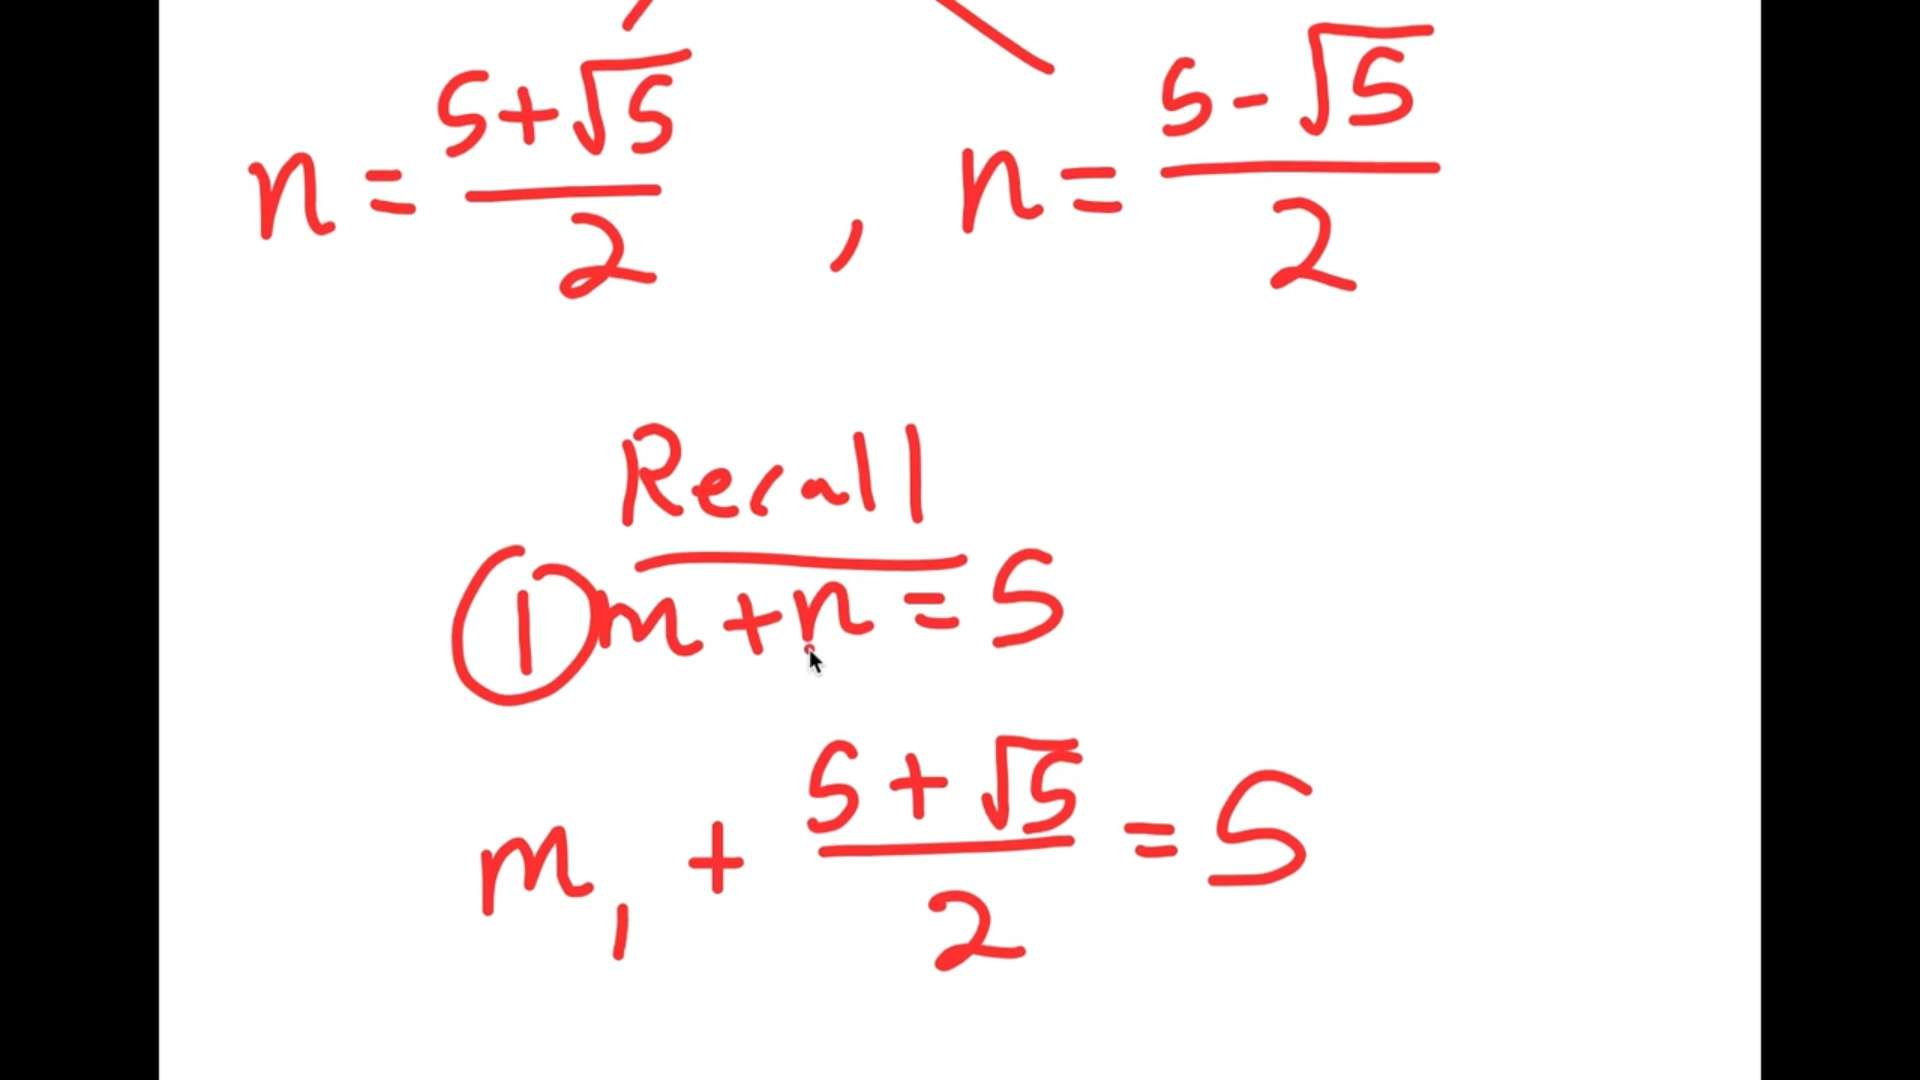 n = (5+√5)/2 , n = (5-√5)/2
Recall
① m + n = 5
m₁ + (5+√5)/2 = 5